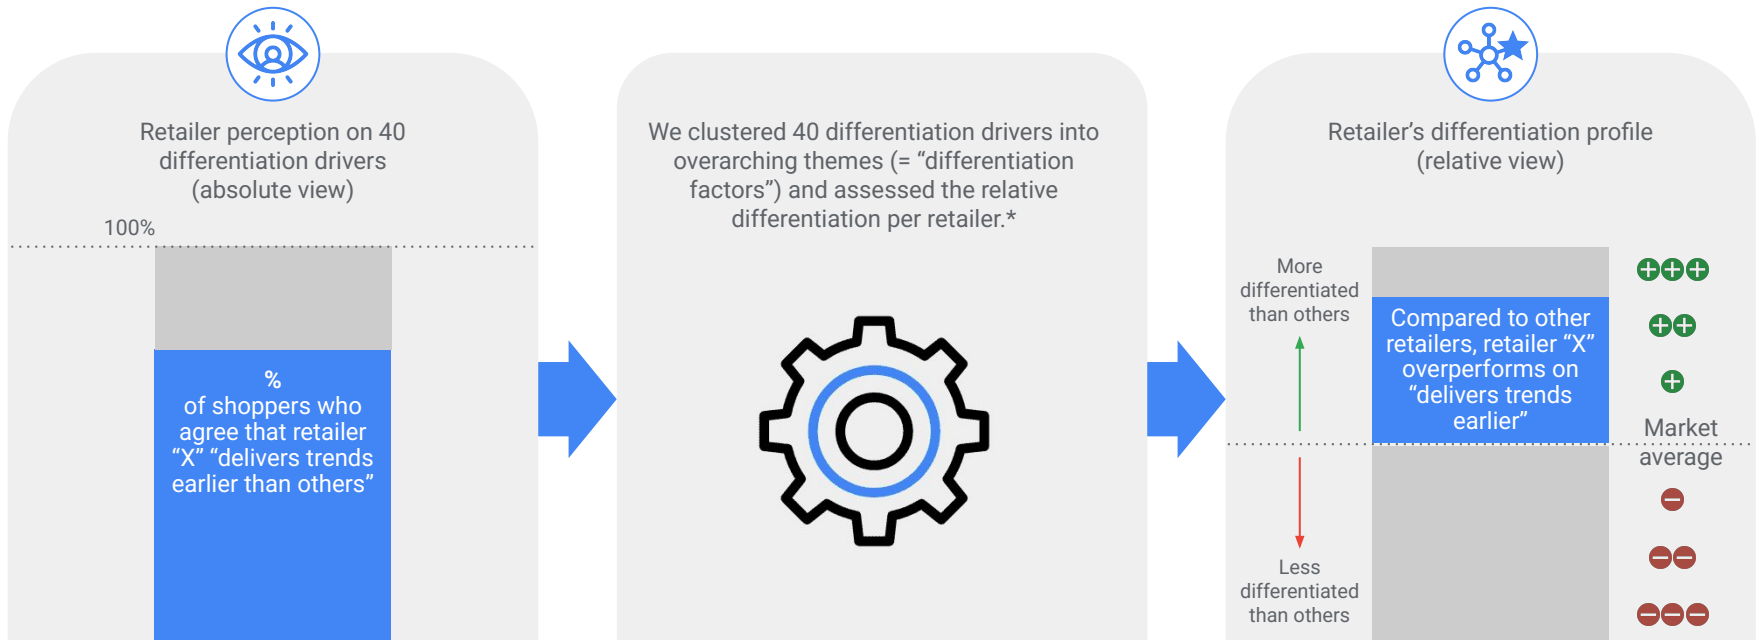 Retailer perception on 40
differentiation drivers
(absolute view)
100%
%
of shoppers who
agree that retailer
“X” “delivers trends
earlier than others”
We clustered 40 differentiation drivers into
overarching themes (= “differentiation
factors”) and assessed the relative
differentiation per retailer.*
Retailer’s differentiation profile
(relative view)
More
differentiated
than others
Compared to other
retailers, retailer “X”
overperforms on
“delivers trends
earlier”
Market
average
Less
differentiated
than others